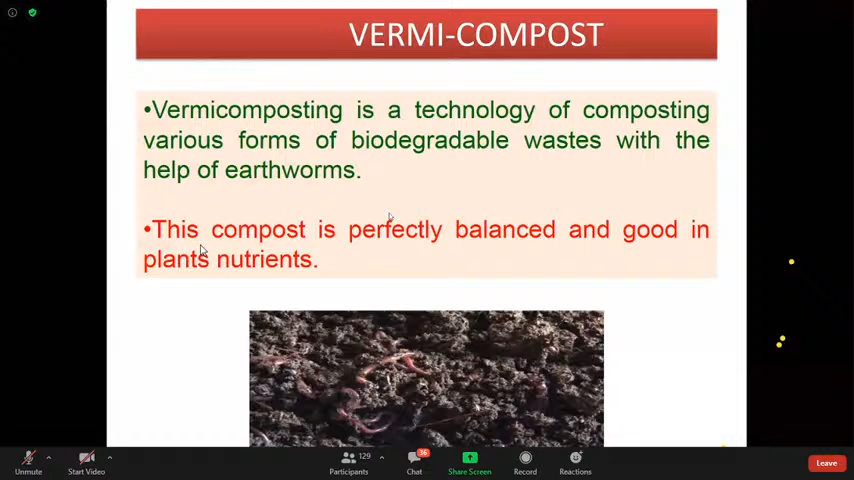 VERMI-COMPOST
•Vermicomposting is a technology of composting
various forms of biodegradable wastes with the
help of earthworms.
•This compost is perfectly balanced and good in
plants nutrients.
Unmute
Start Video
129
Participants
36
Chat
Share Screen
Record
Reactions
Leave